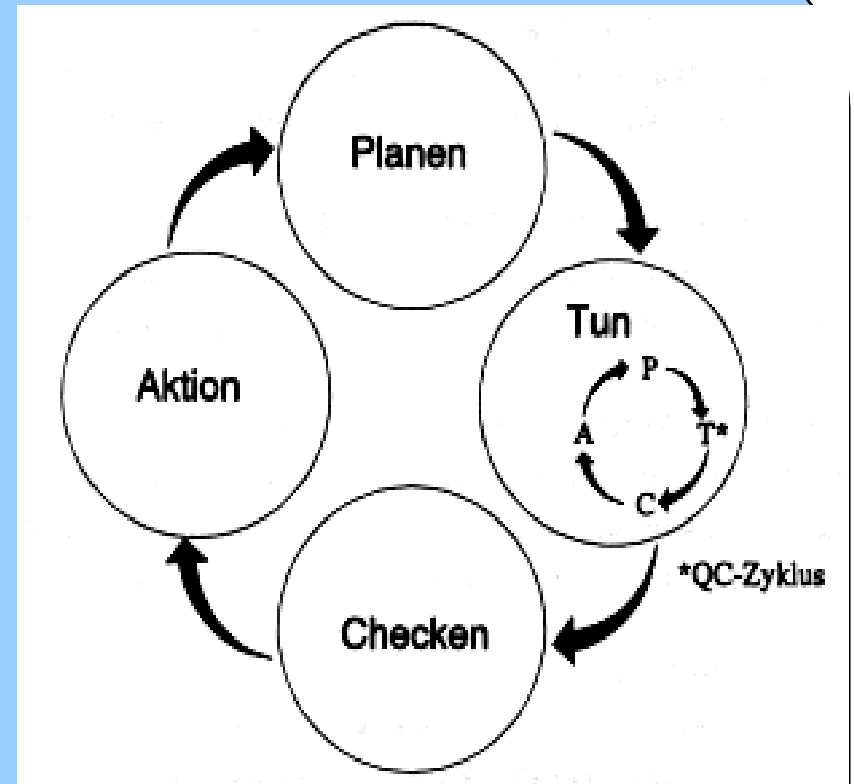 Planen
Tun
P
T*
C
A
*QC-Zyklus
Checken
Aktion